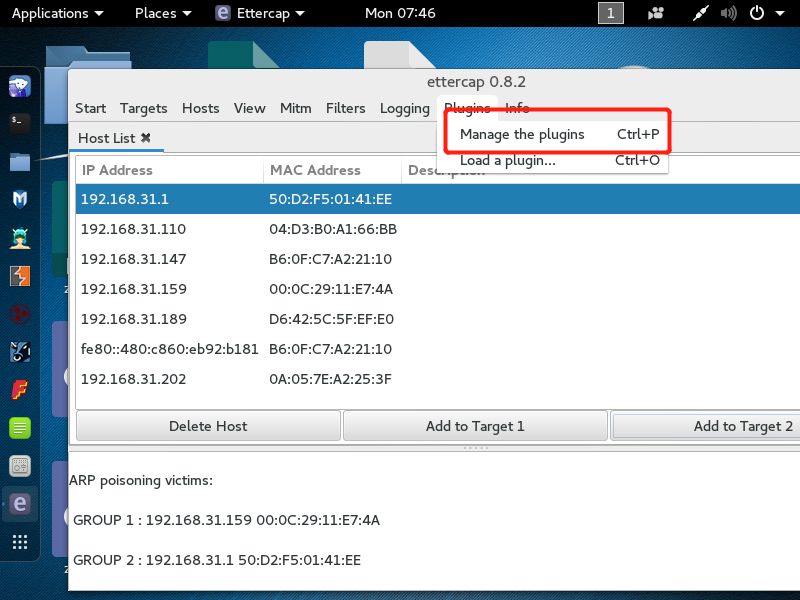 Applications Places Ettercap Mon 07:46 1
ettercap 0.8.2
Start Targets Hosts View Mitm Filters Logging Plugins Info
Host List
Manage the plugins Ctrl+P
Load a plugin... Ctrl+O
IP Address MAC Address Description
192.168.31.1 50:D2:F5:01:41:EE
192.168.31.110 04:D3:B0:A1:66:BB
192.168.31.147 B6:0F:C7:A2:21:10
192.168.31.159 00:0C:29:11:E7:4A
192.168.31.189 D6:42:5C:5F:EF:E0
fe80::480:c860:eb92:b181 B6:0F:C7:A2:21:10
192.168.31.202 0A:05:7E:A2:25:3F
Delete Host Add to Target 1 Add to Target 2
ARP poisoning victims:
GROUP 1 : 192.168.31.159 00:0C:29:11:E7:4A
GROUP 2 : 192.168.31.1 50:D2:F5:01:41:EE